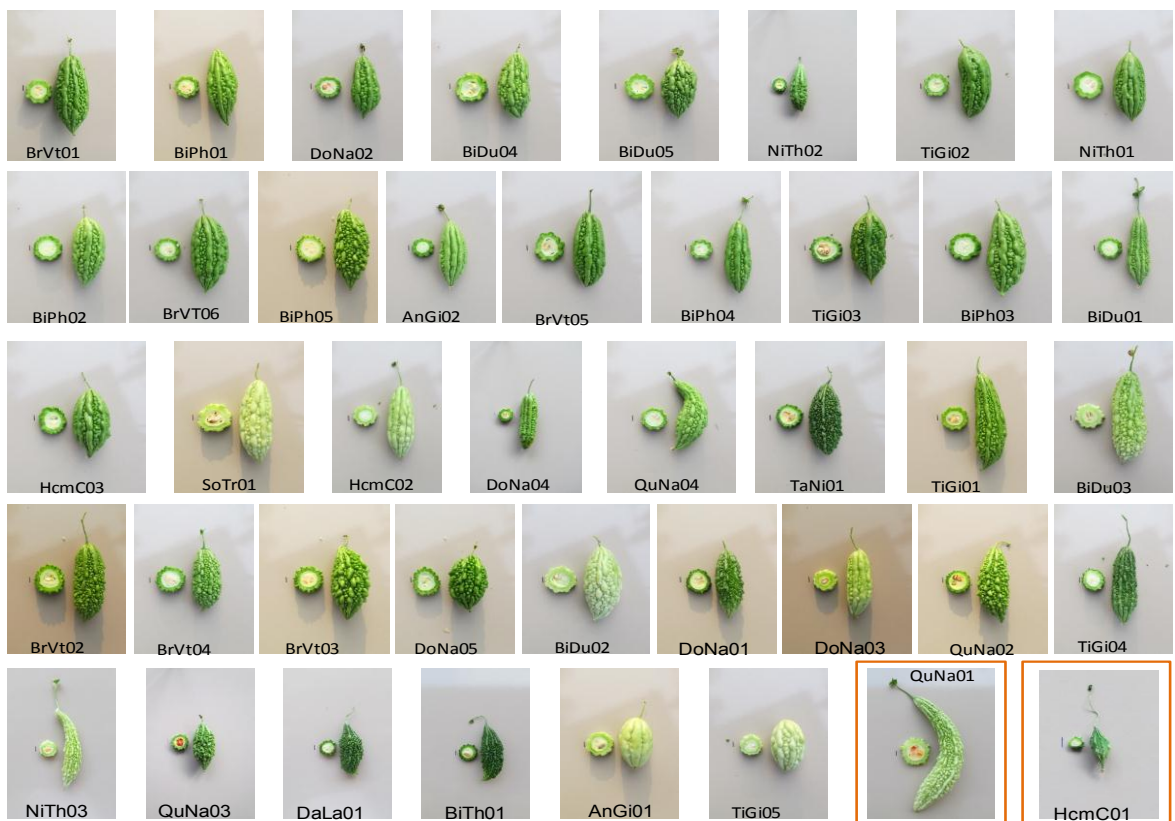 BrVt01
BiPh01
DoNa02
BiDu04
BiDu05
NiTh02
TiGi02
NiTh01
BiPh02
BrVT06
BiPh05
AnGi02
BrVt05
BiPh04
TiGi03
BiPh03
BiDu01
HcmC03
SoTr01
HcmC02
DoNa04
QuNa04
TaNi01
TiGi01
BiDu03
BrVt02
BrVt04
BrVt03
DoNa05
BiDu02
DoNa01
DoNa03
QuNa02
TiGi04
NiTh03
QuNa03
DaLa01
BiTh01
AnGi01
TiGi05
QuNa01
HcmC01